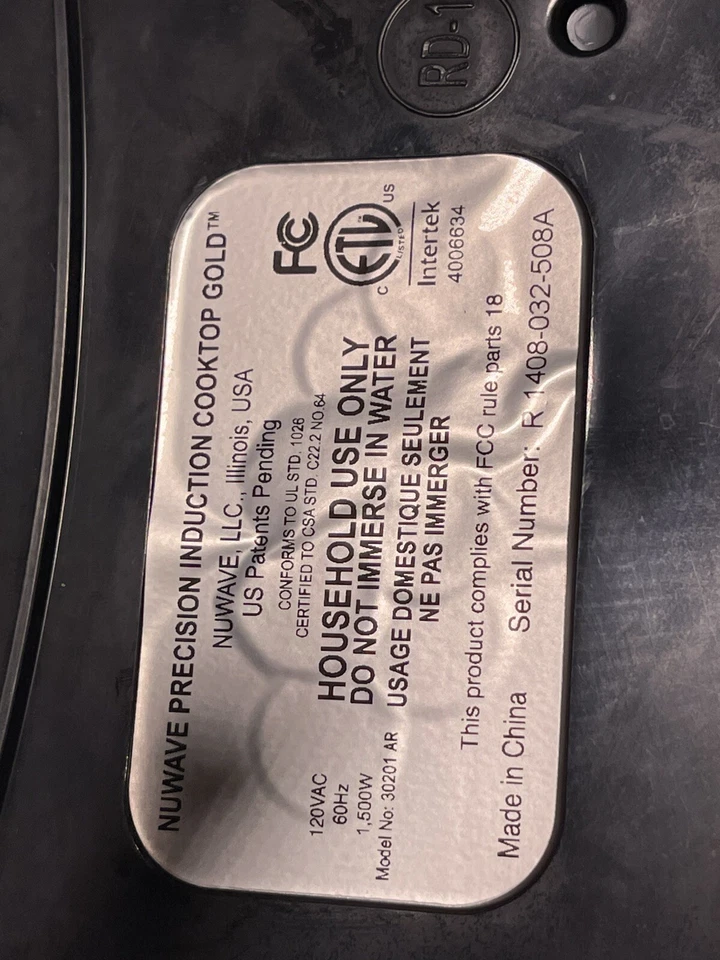 RD-1
NUWAVE PRECISION INDUCTION COOKTOP GOLD™
NUWAVE, LLC., Illinois, USA
US Patents Pending
CONFORMS TO UL STD. 1026
CERTIFIED TO CSA STD. C22.2 NO.64
HOUSEHOLD USE ONLY
DO NOT IMMERSE IN WATER
USAGE DOMESTIQUE SEULEMENT
NE PAS IMMERGER
FC
C ETL LISTED US
Intertek
4006634
120VAC
60Hz
1,500W
Model No: 30201 AR
This product complies with FCC rule parts 18
Made in China Serial Number: R 1408-032-508A